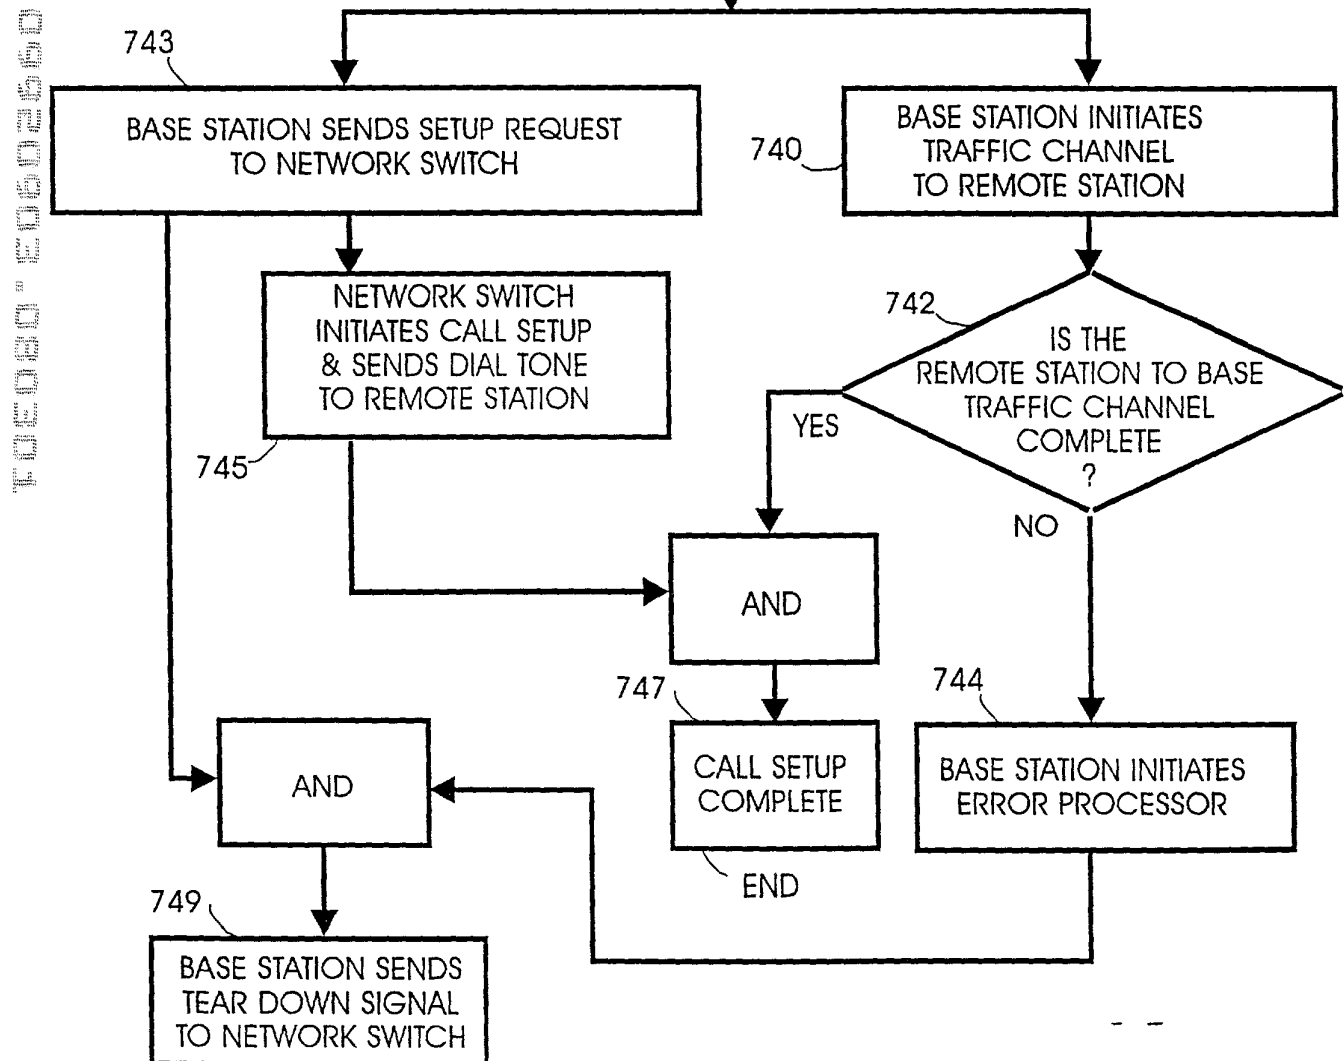 743
BASE STATION SENDS SETUP REQUEST
TO NETWORK SWITCH
740
BASE STATION INITIATES
TRAFFIC CHANNEL
TO REMOTE STATION
NETWORK SWITCH
INITIATES CALL SETUP
& SENDS DIAL TONE
TO REMOTE STATION
745
742
IS THE
REMOTE STATION TO BASE
TRAFFIC CHANNEL
COMPLETE
?
YES
NO
AND
747
CALL SETUP
COMPLETE
END
744
BASE STATION INITIATES
ERROR PROCESSOR
AND
749
BASE STATION SENDS
TEAR DOWN SIGNAL
TO NETWORK SWITCH